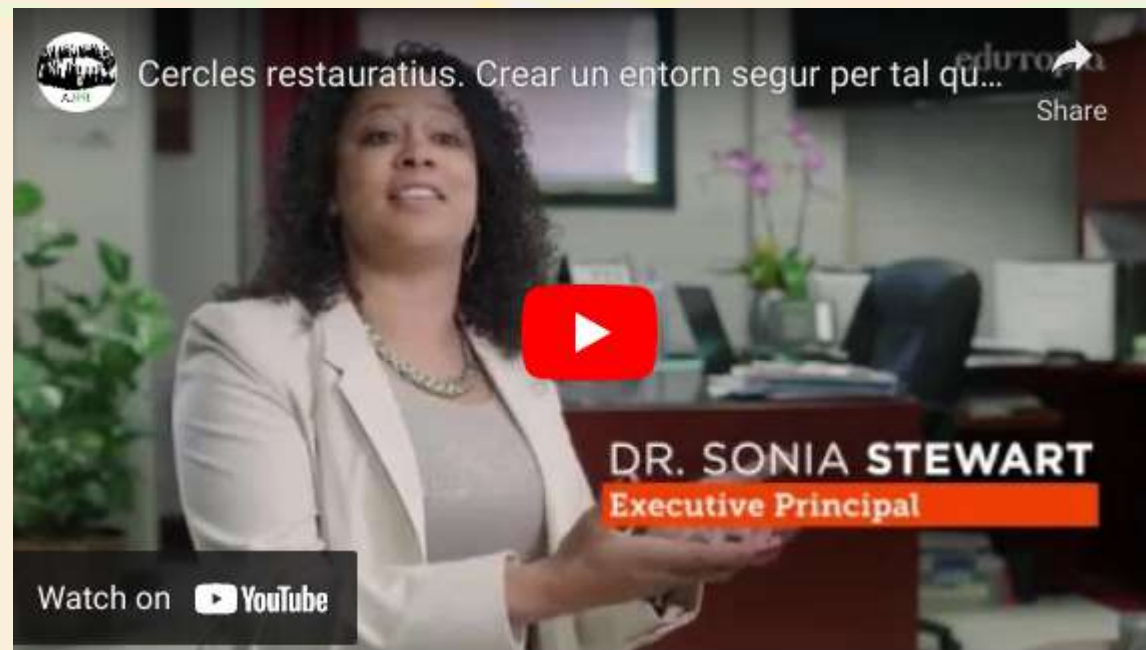 Cercles restauratius. Crear un entorn segur per tal qu...
edutopia
Share
DR. SONIA STEWART
Executive Principal
Watch on YouTube